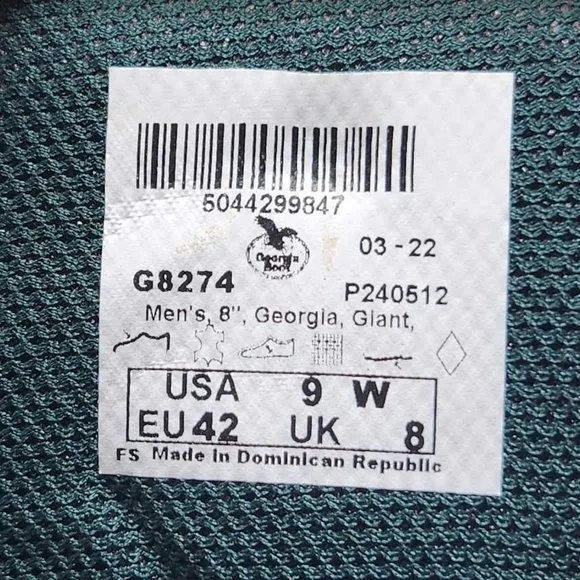 5044299847
Georgia
Boot
03 - 22
G8274
P240512
Men's, 8", Georgia, Giant,
USA 9 W
EU 42 UK 8
FS Made in Dominican Republic